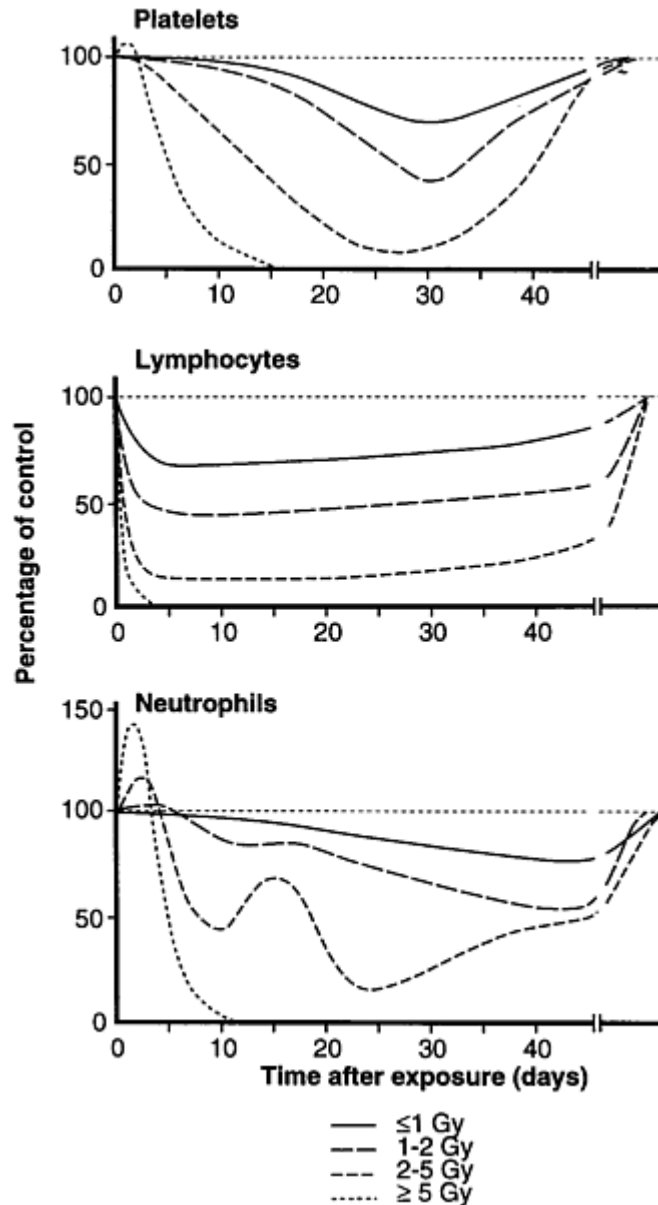 Platelets
100
50
0
0 10 20 30 40
Lymphocytes
100
50
0
0 10 20 30 40
Percentage of control
Neutrophils
150
100
50
0
0 10 20 30 40
Time after exposure (days)
≤1 Gy
1-2 Gy
2-5 Gy
≥ 5 Gy